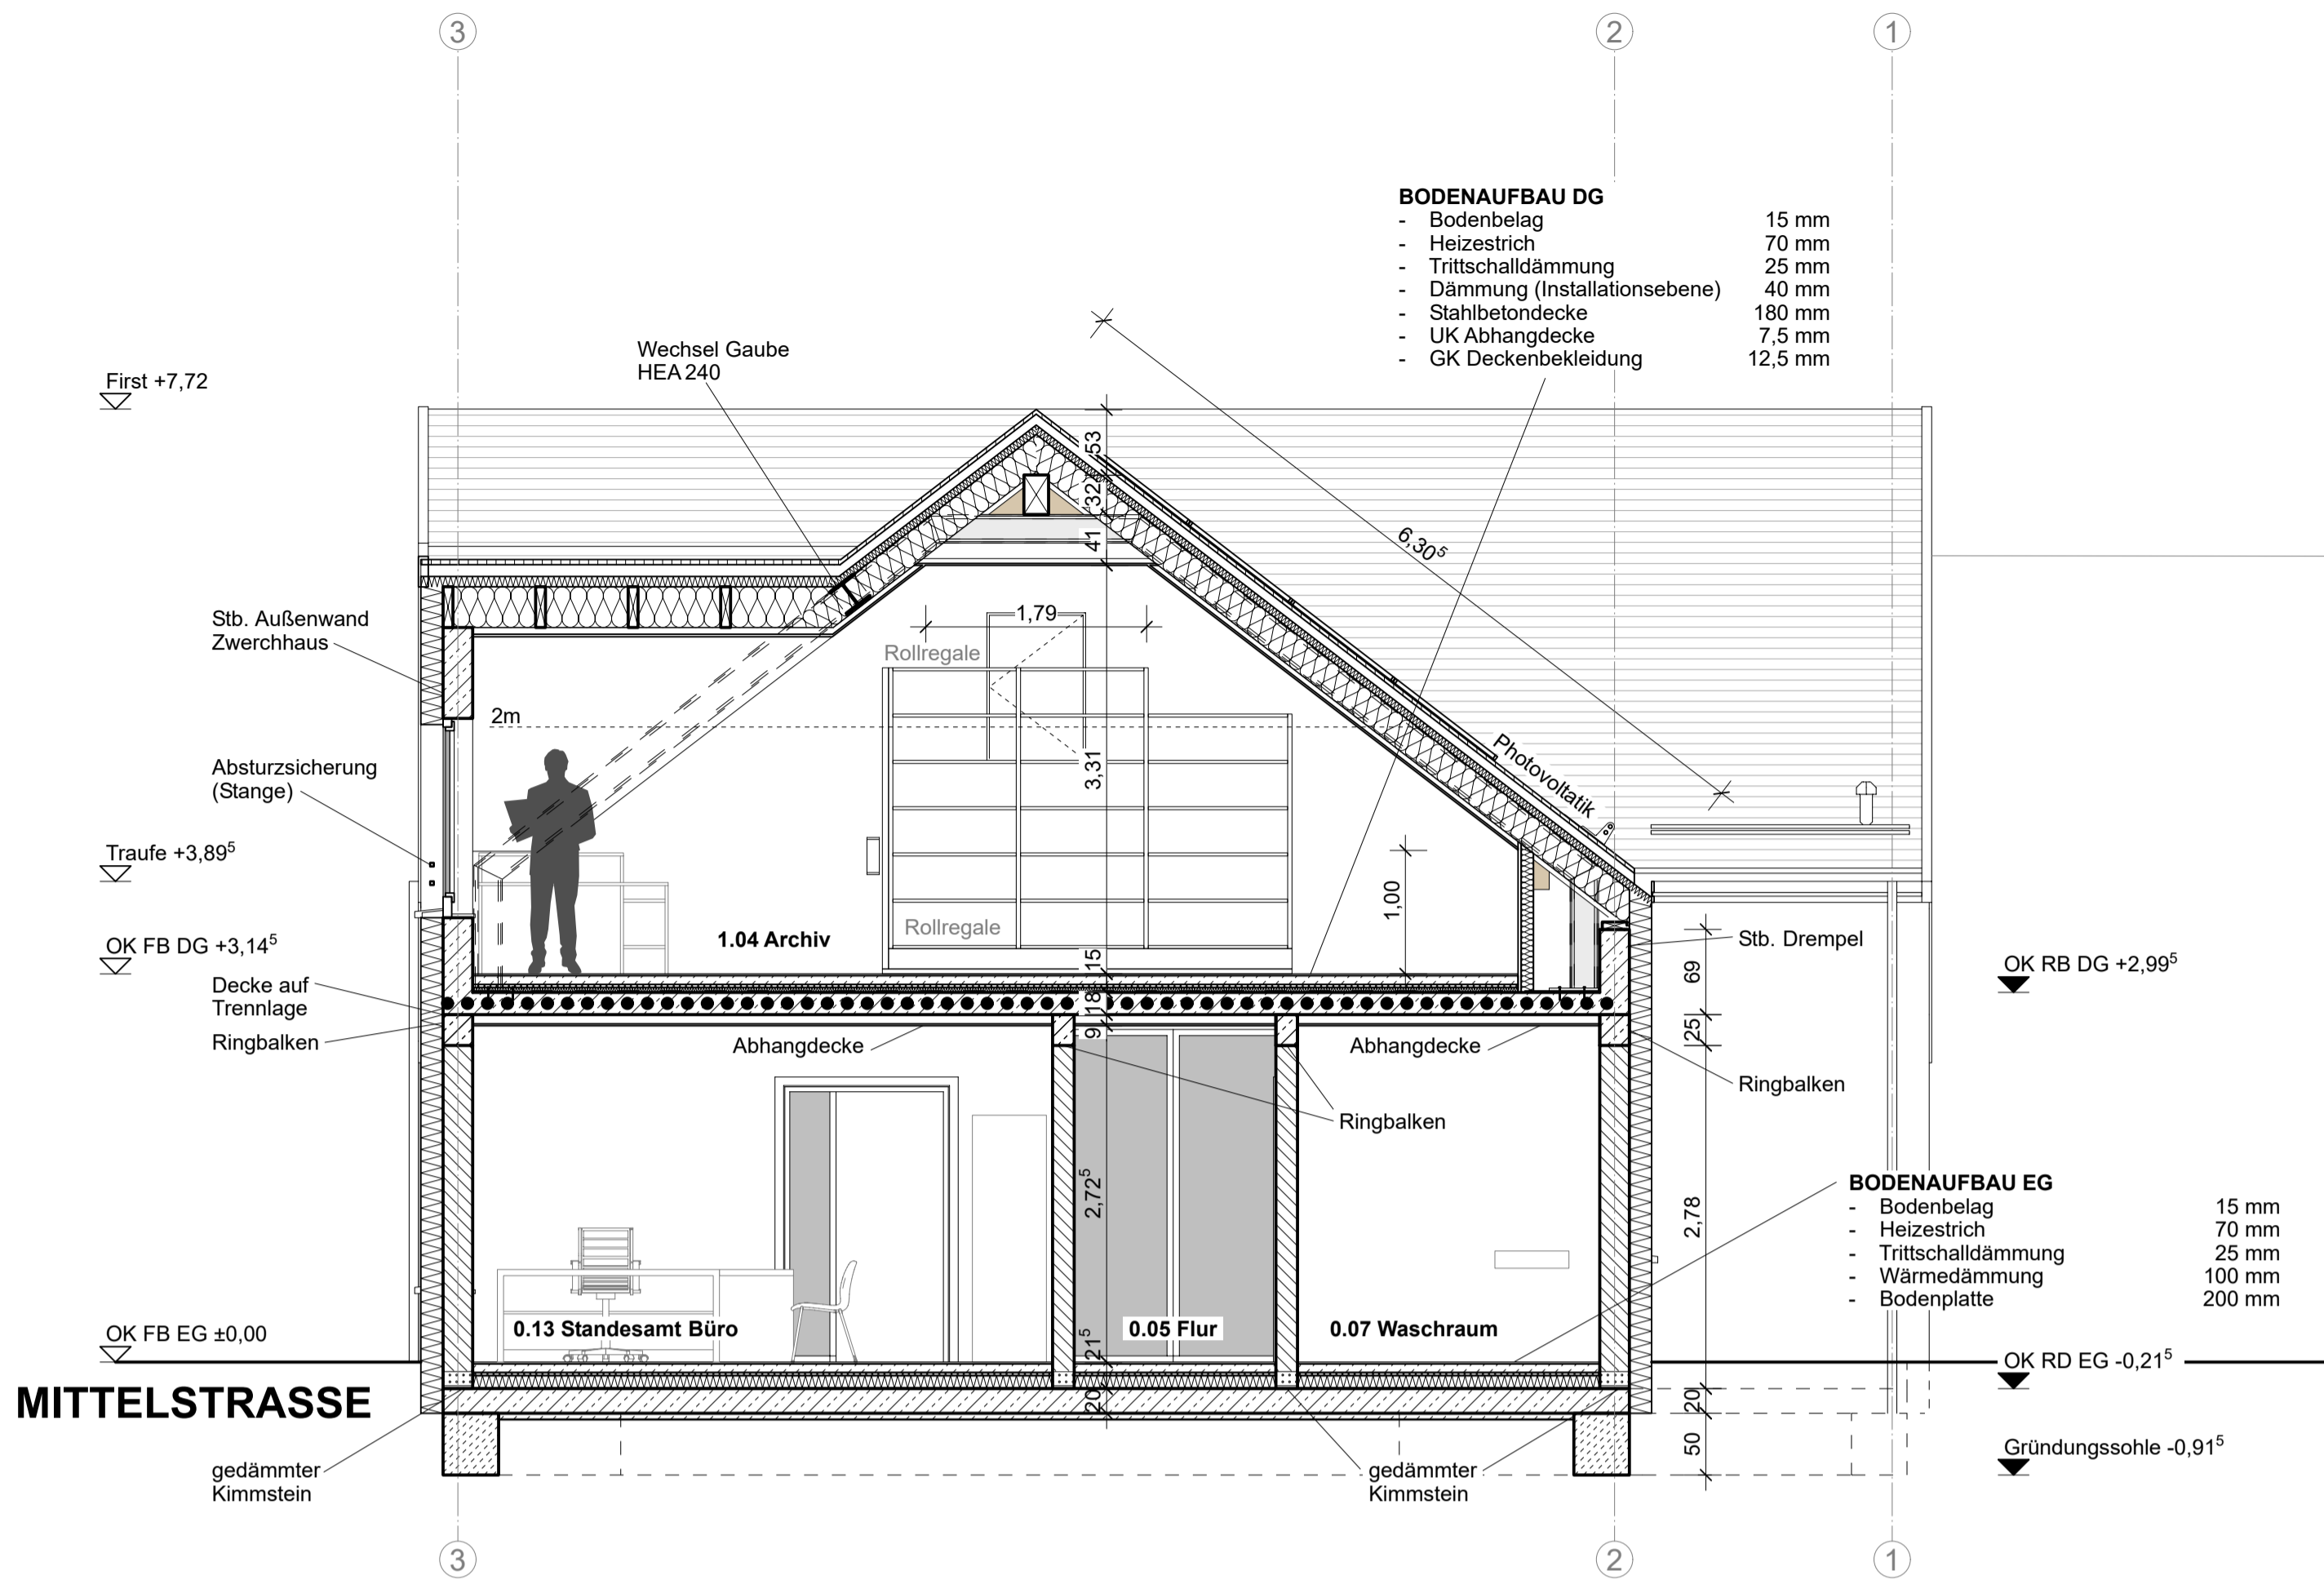 3
2
1
BODENAUFBAU DG
- Bodenbelag 15 mm
- Heizestrich 70 mm
- Trittschalldämmung 25 mm
- Dämmung (Installationsebene) 40 mm
- Stahlbetondecke 180 mm
- UK Abhangdecke 7,5 mm
- GK Deckenbekleidung 12,5 mm
Wechsel Gaube
HEA 240
First +7,72
53
32
41
6,30⁵
Stb. Außenwand
Zwerchhaus
1,79
Rollregale
2m
3,31
Photovoltatik
Absturzsicherung
(Stange)
Traufe +3,89⁵
1,00
Rollregale
1.04 Archiv
OK FB DG +3,14⁵
Stb. Drempel
15
69
OK RB DG +2,99⁵
Decke auf
Trennlage
18
Ringbalken
9
25
Abhangdecke
Abhangdecke
Ringbalken
Ringbalken
2,72⁵
2,78
BODENAUFBAU EG
- Bodenbelag 15 mm
- Heizestrich 70 mm
- Trittschalldämmung 25 mm
- Wärmedämmung 100 mm
- Bodenplatte 200 mm
0.13 Standesamt Büro
0.05 Flur
0.07 Waschraum
OK FB EG ±0,00
21⁵
OK RD EG -0,21⁵
MITTELSTRASSE
20
20
50
Gründungssohle -0,91⁵
gedämmter
Kimmstein
gedämmter
Kimmstein
3
2
1